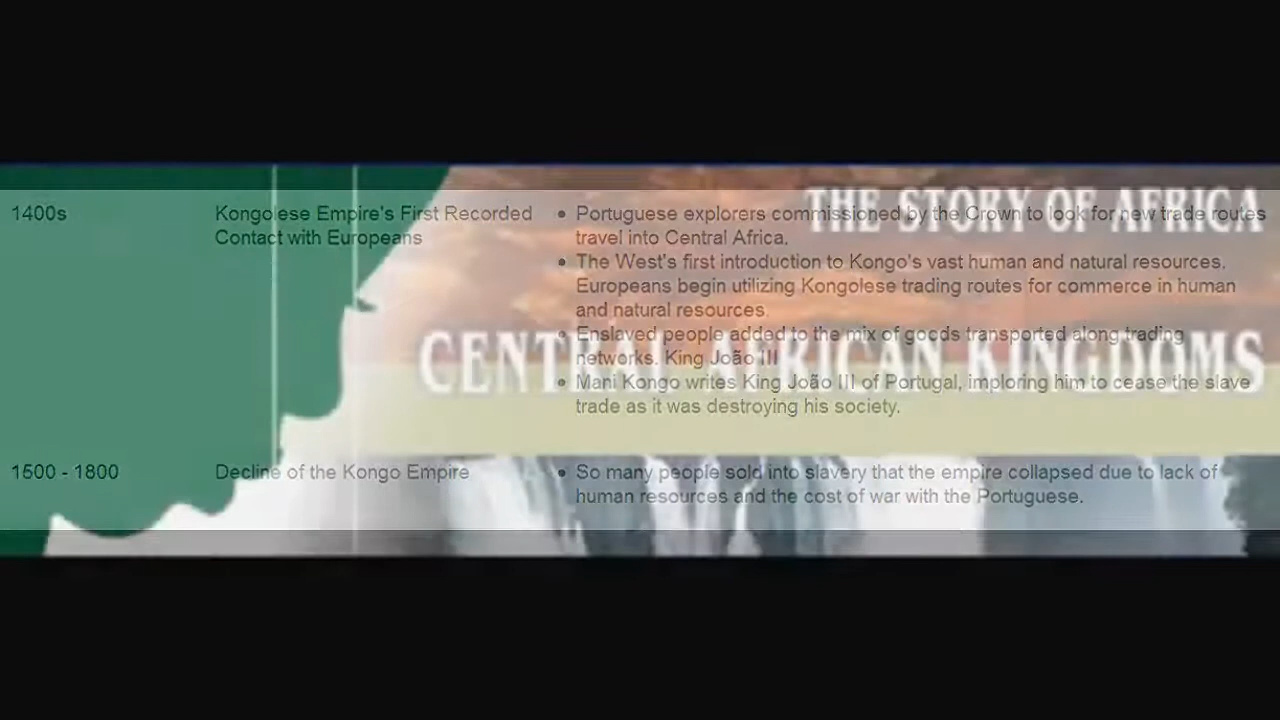 THE STORY OF AFRICA
CENTRAL AFRICAN KINGDOMS
1400s
Kongolese Empire's First Recorded
Contact with Europeans
• Portuguese explorers commissioned by the Crown to look for new trade routes
travel into Central Africa.
• The West's first introduction to Kongo's vast human and natural resources.
Europeans begin utilizing Kongolese trading routes for commerce in human
and natural resources.
• Enslaved people added to the mix of goods transported along trading
networks. King João III
• Mani Kongo writes King João III of Portugal, imploring him to cease the slave
trade as it was destroying his society.
1500 - 1800
Decline of the Kongo Empire
• So many people sold into slavery that the empire collapsed due to lack of
human resources and the cost of war with the Portuguese.